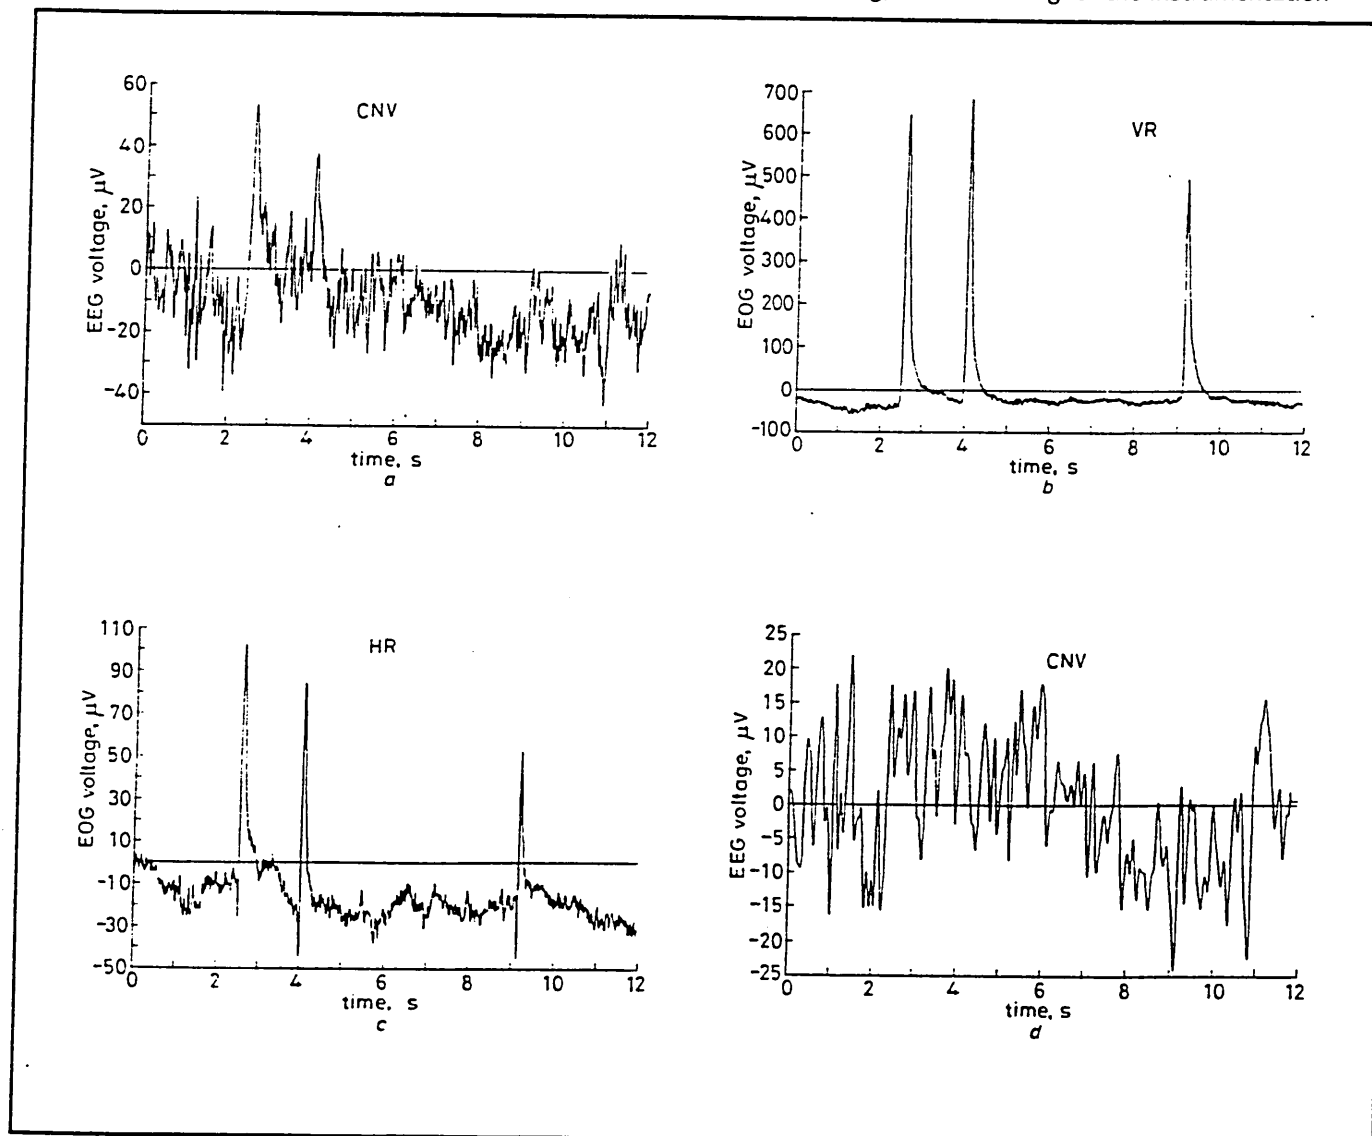 60
40
20
0
-20
-40
EEG voltage, μV
CNV
0 2 4 6 8 10 12
time, s
a
700
600
500
400
300
200
100
0
-100
EOG voltage, μV
VR
0 2 4 6 8 10 12
time, s
b
110
90
70
50
30
10
-10
-30
-50
EOG voltage, μV
HR
0 2 4 6 8 10 12
time, s
c
25
20
15
10
5
0
-5
-10
-15
-20
-25
EEG voltage, μV
CNV
0 2 4 6 8 10 12
time, s
d